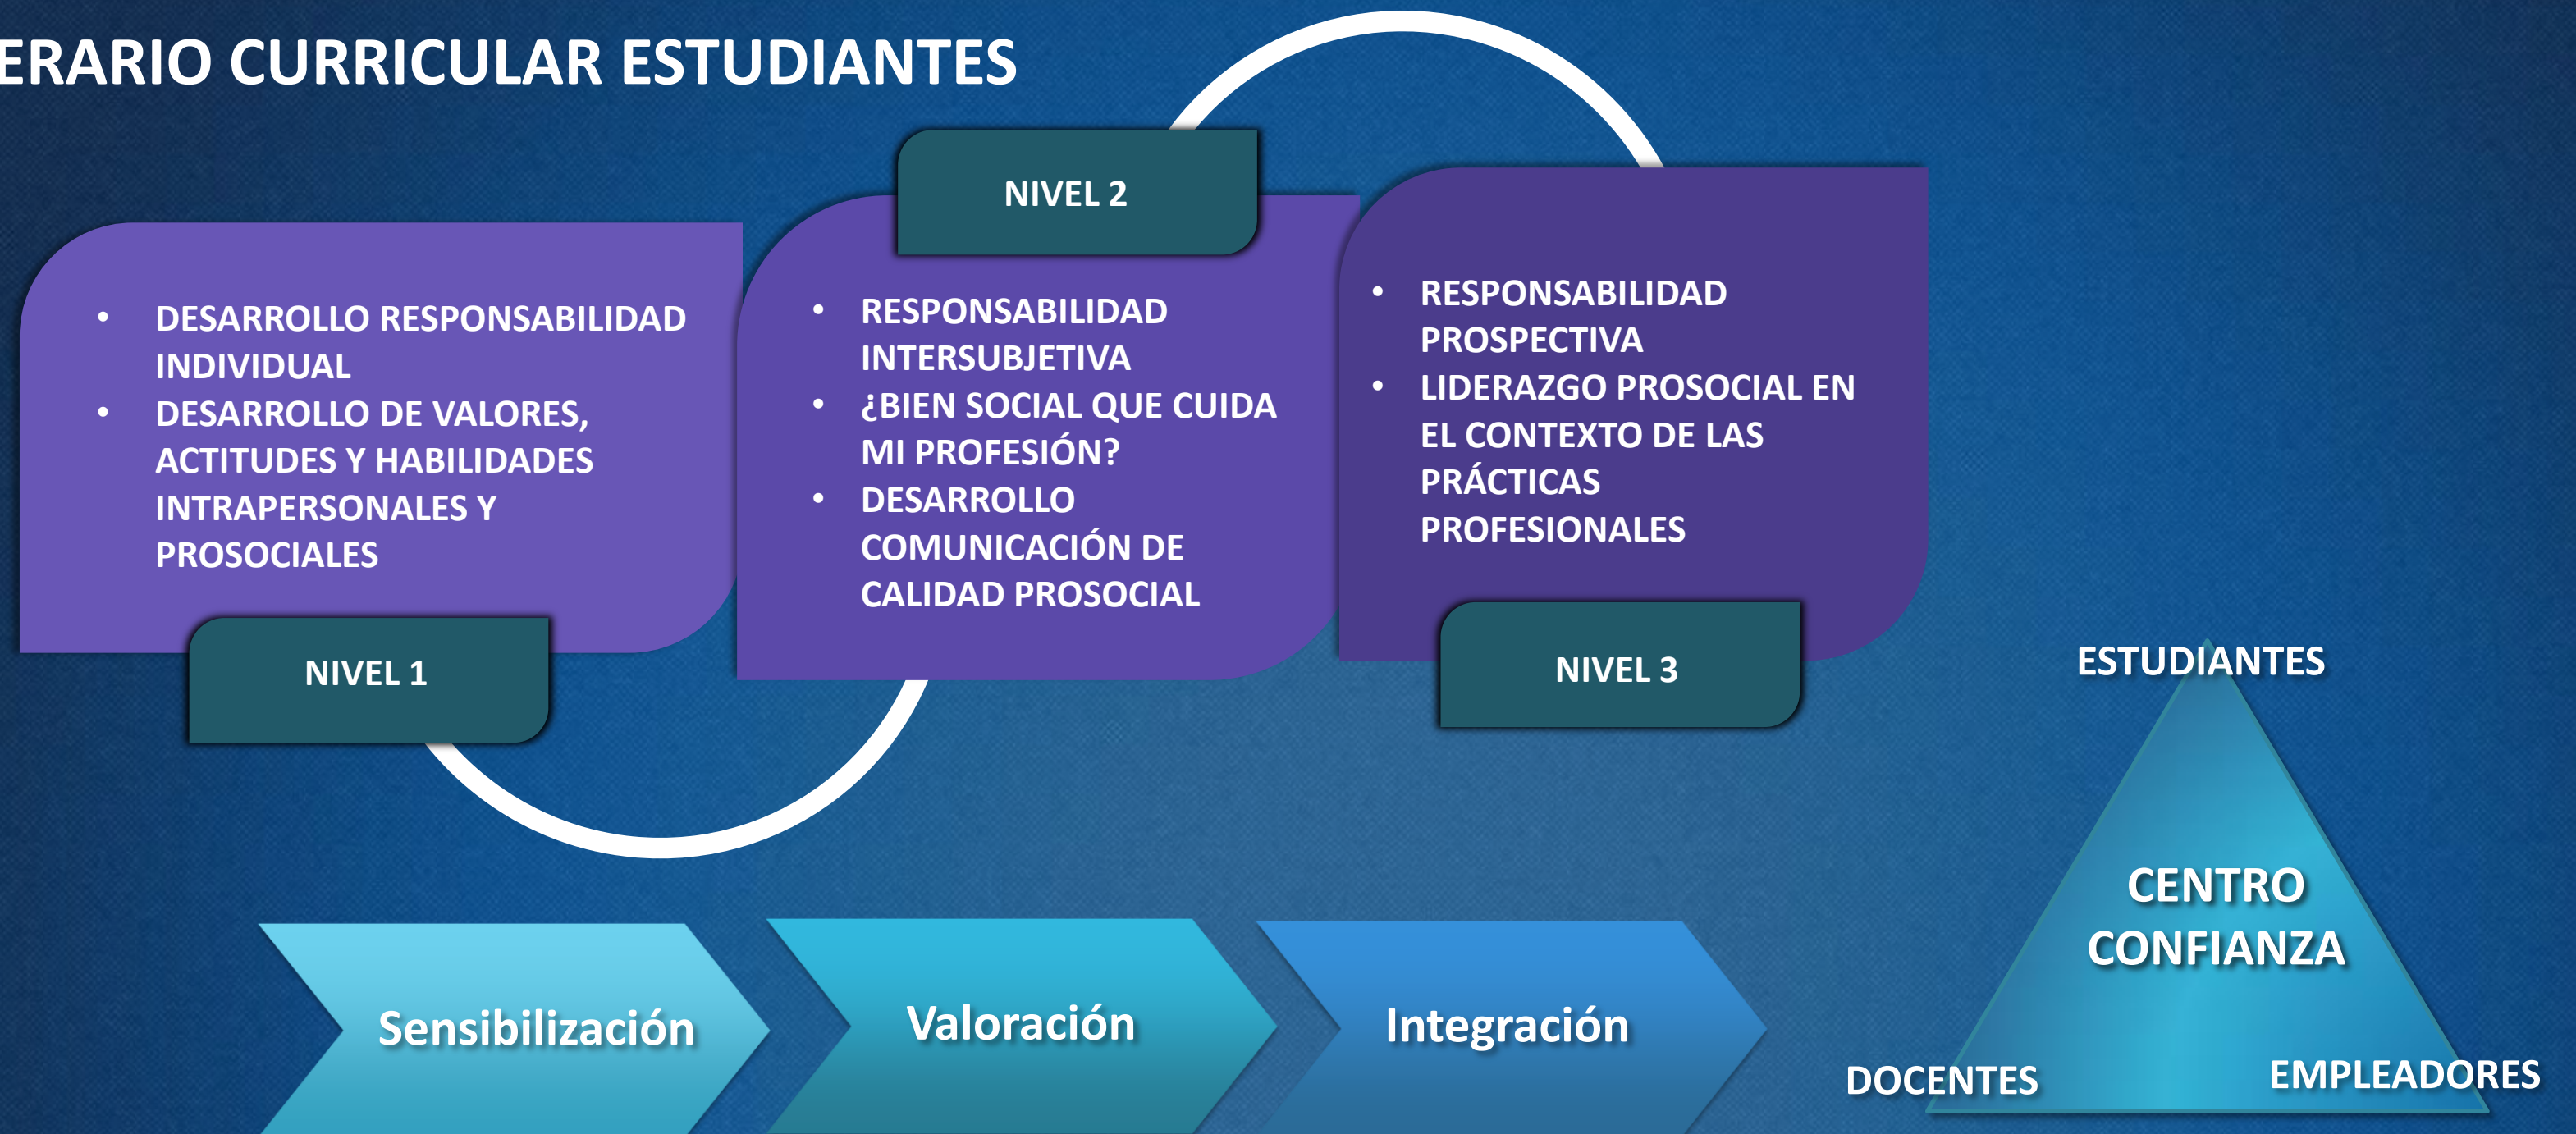 ERARIO CURRICULAR ESTUDIANTES
NIVEL 1
• DESARROLLO RESPONSABILIDAD
INDIVIDUAL
• DESARROLLO DE VALORES,
ACTITUDES Y HABILIDADES
INTRAPERSONALES Y
PROSOCIALES
NIVEL 2
• RESPONSABILIDAD
INTERSUBJETIVA
• ¿BIEN SOCIAL QUE CUIDA
MI PROFESIÓN?
• DESARROLLO
COMUNICACIÓN DE
CALIDAD PROSOCIAL
• RESPONSABILIDAD
PROSPECTIVA
• LIDERAZGO PROSOCIAL EN
EL CONTEXTO DE LAS
PRÁCTICAS
PROFESIONALES
NIVEL 3
Sensibilización
Valoración
Integración
ESTUDIANTES
CENTRO
CONFIANZA
DOCENTES
EMPLEADORES